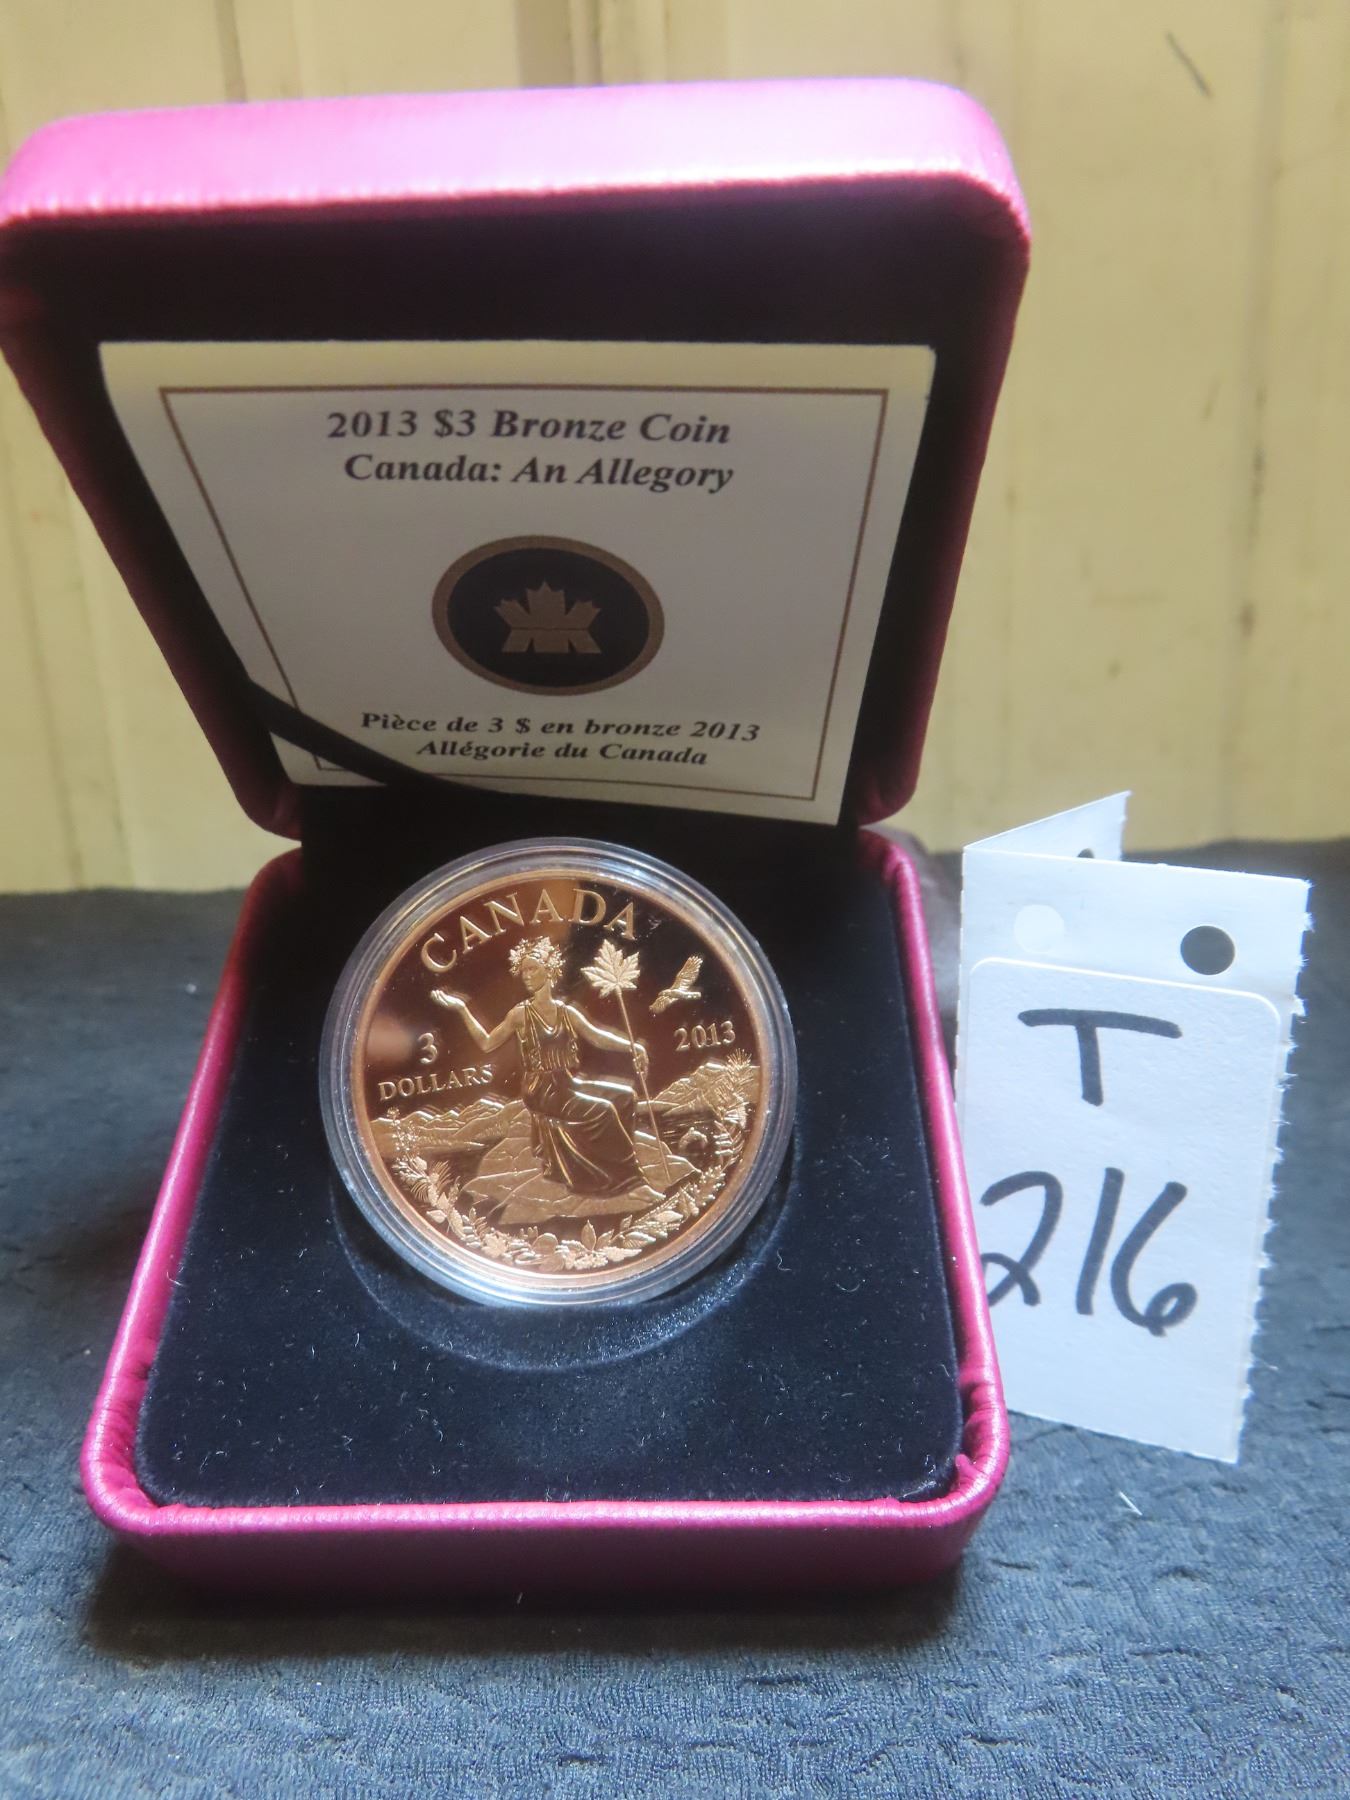 2013 $3 Bronze Coin
Canada: An Allegory
Pièce de 3 $ en bronze 2013
Allégorie du Canada
CANADA
3
DOLLARS
2013
T
216